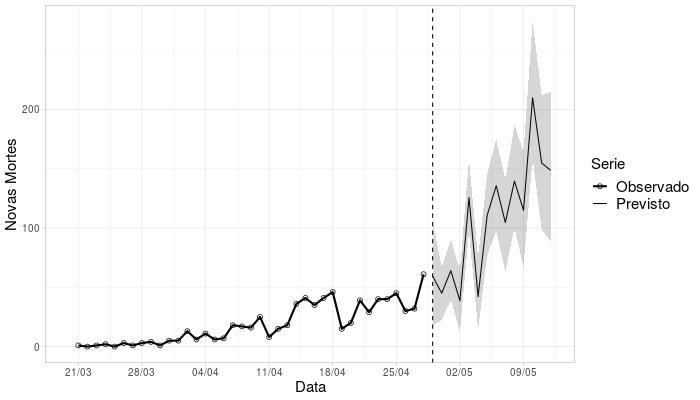 Novas Mortes
200
100
0
21/03 28/03 04/04 11/04 18/04 25/04 02/05 09/05
Data
Serie
Observado
Previsto